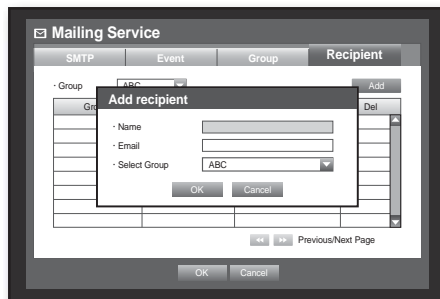 Mailing Service
SMTP Event Group Recipient
· Group ABC Add
Del
Add recipient
· Name
· Email
· Select Group ABC
OK Cancel
Previous/Next Page
OK Cancel